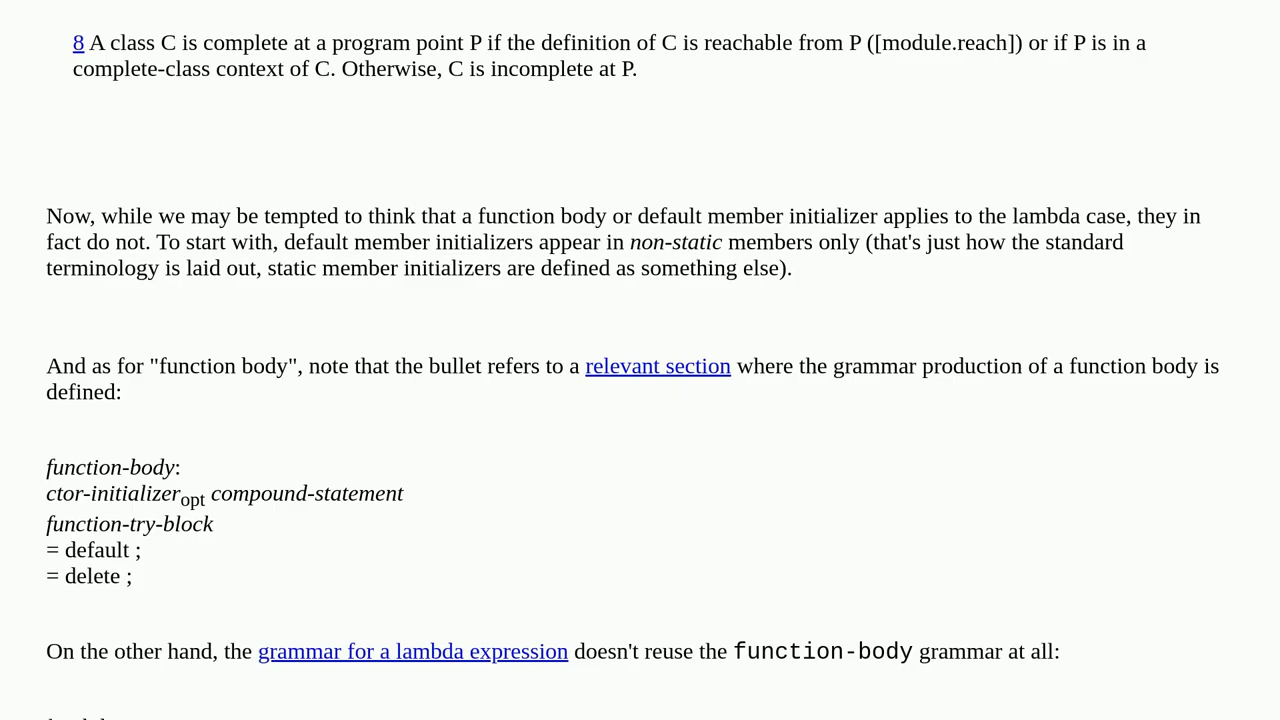 8 A class C is complete at a program point P if the definition of C is reachable from P ([module.reach]) or if P is in a
complete-class context of C. Otherwise, C is incomplete at P.
Now, while we may be tempted to think that a function body or default member initializer applies to the lambda case, they in
fact do not. To start with, default member initializers appear in non-static members only (that's just how the standard
terminology is laid out, static member initializers are defined as something else).
And as for "function body", note that the bullet refers to a relevant section where the grammar production of a function body is
defined:
function-body:
ctor-initializeropt compound-statement
function-try-block
= default ;
= delete ;
On the other hand, the grammar for a lambda expression doesn't reuse the function-body grammar at all: